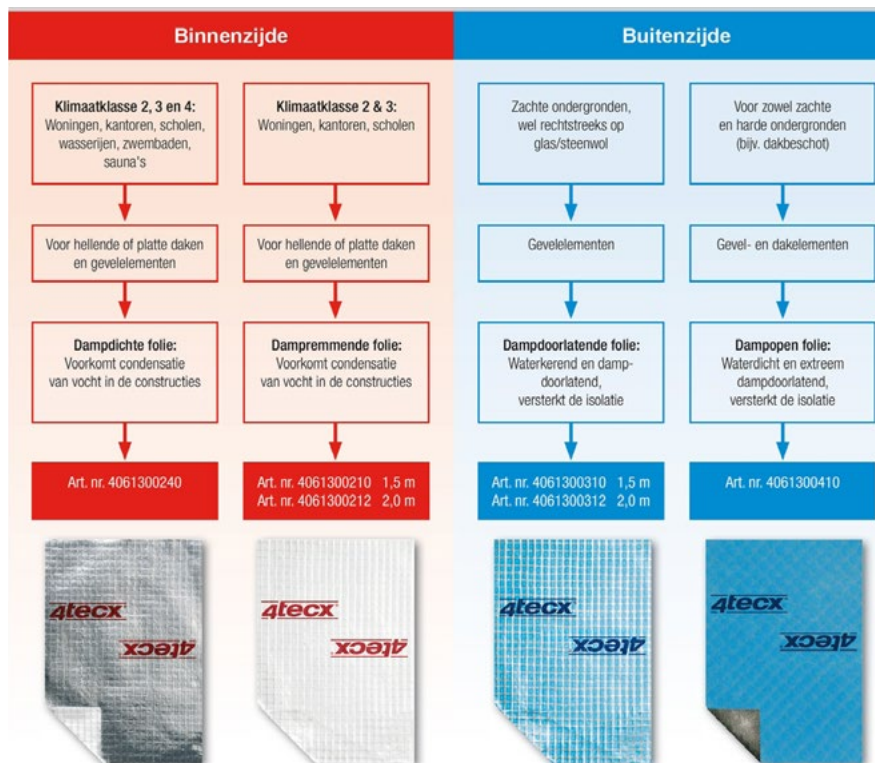 Binnenzijde
Buitenzijde
Klimaatklasse 2, 3 en 4:
Woningen, kantoren, scholen,
wasserijen, zwembaden,
sauna's
Voor hellende of platte daken
en gevelelementen
Dampdichte folie:
Voorkomt condensatie
van vocht in de constructies
Art. nr. 4061300240
Klimaatklasse 2 & 3:
Woningen, kantoren, scholen
Voor hellende of platte daken
en gevelelementen
Dampremmende folie:
Voorkomt condensatie
van vocht in de constructies
Art. nr. 4061300210 1,5 m
Art. nr. 4061300212 2,0 m
Zachte ondergronden,
wel rechtstreeks op
glas/steenwol
Gevelelementen
Dampdoorlatende folie:
Waterkerend en damp-
doorlatend,
versterkt de isolatie
Art. nr. 4061300310 1,5 m
Art. nr. 4061300312 2,0 m
Voor zowel zachte
en harde ondergronden
(bijv. dakbeschot)
Gevel- en dakelementen
Dampopen folie:
Waterdicht en extreem
dampdoorlatend,
versterkt de isolatie
Art. nr. 4061300410
4tecx
4tecx
4tecx
4tecx
4tecx
4tecx
4tecx
4tecx